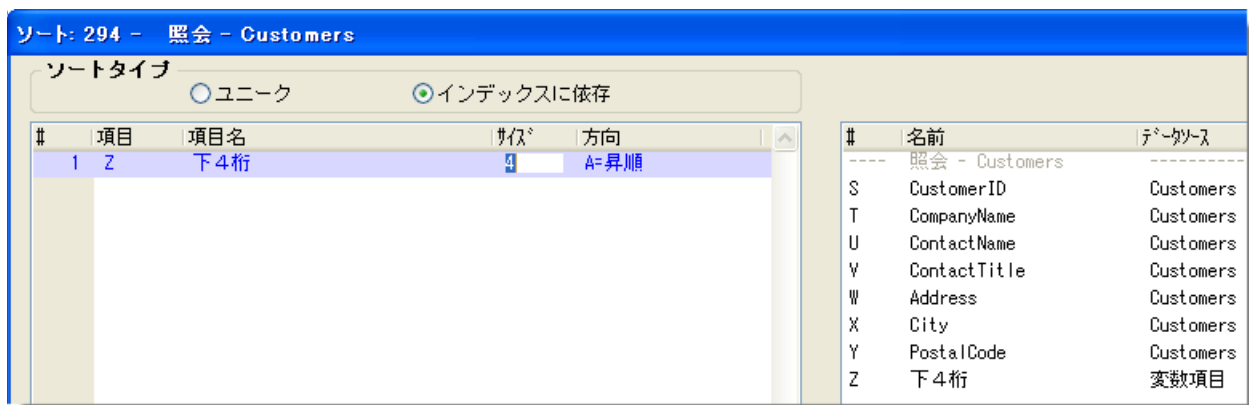 ソート: 294 - 照会 - Customers
ソートタイプ
ユニーク インデックスに依存
# 項目 項目名 ｻｲｽﾞ 方向
1 Z 下４桁 4 A=昇順
# 名前 ﾃﾞｰﾀｿｰｽ
---- 照会 - Customers ----------
S CustomerID Customers
T CompanyName Customers
U ContactName Customers
V ContactTitle Customers
W Address Customers
X City Customers
Y PostalCode Customers
Z 下４桁 変数項目